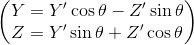 Y = Y′ cos θ − Z′ sin θ
Z = Y′ sin θ + Z′ cos θ